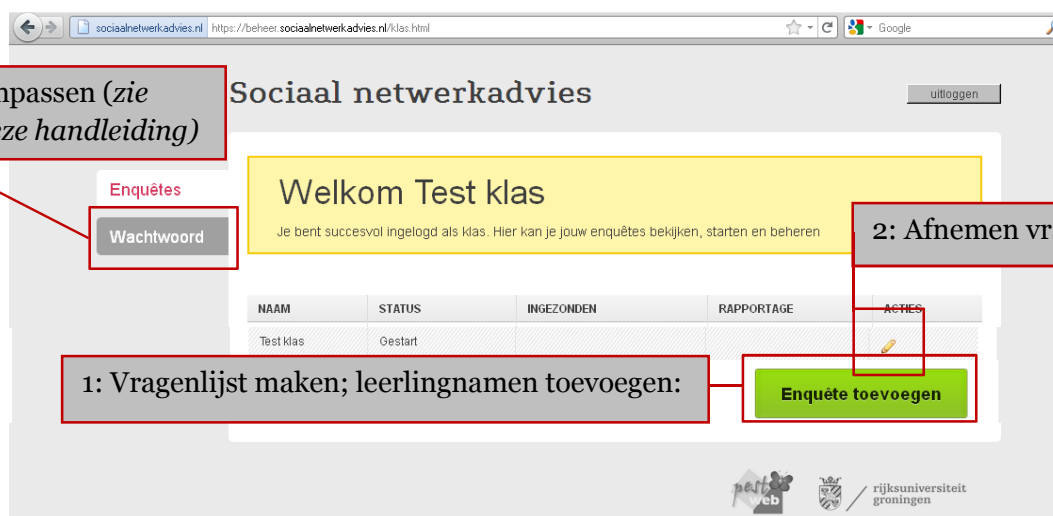 sociaalnetwerkadvies.nl https://beheer.sociaalnetwerkadvies.nl/klas.html Google
npassen (zie
Sociaal netwerkadvies
uitloggen
ze handleiding)
Enquêtes
Welkom Test klas
Wachtwoord
Je bent succesvol ingelogd als klas. Hier kan je jouw enquêtes bekijken, starten en beheren
2: Afnemen vr
NAAM STATUS INGEZONDEN RAPPORTAGE ACTIES
Test klas Gestart
1: Vragenlijst maken; leerlingnamen toevoegen:
Enquête toevoegen
pest web
rijksuniversiteit
groningen